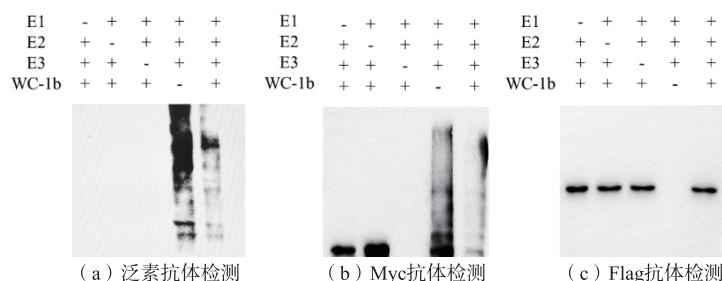 E1 - + + + +
E2 + - + + +
E3 + + - + +
WC-1b + + + - +
E1 - + + + +
E2 + - + + +
E3 + + - + +
WC-1b + + + - +
E1 - + + + +
E2 + - + + +
E3 + + - + +
WC-1b + + + - +
（a）泛素抗体检测
（b）Myc抗体检测
（c）Flag抗体检测